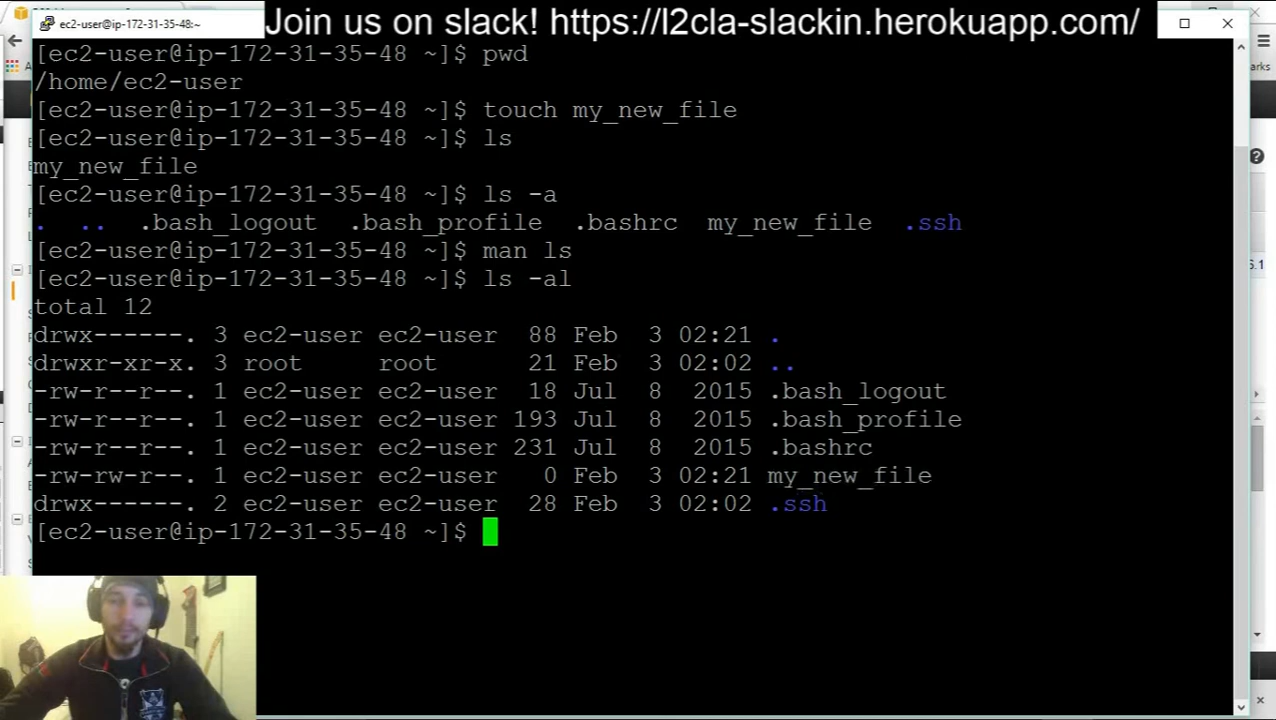 Join us on slack! https://l2cla-slackin.herokuapp.com/
ec2-user@ip-172-31-35-48:~
[ec2-user@ip-172-31-35-48 ~]$ pwd
/home/ec2-user
[ec2-user@ip-172-31-35-48 ~]$ touch my_new_file
[ec2-user@ip-172-31-35-48 ~]$ ls
my_new_file
[ec2-user@ip-172-31-35-48 ~]$ ls -a
. .. .bash_logout .bash_profile .bashrc my_new_file .ssh
[ec2-user@ip-172-31-35-48 ~]$ man ls
[ec2-user@ip-172-31-35-48 ~]$ ls -al
total 12
drwx------. 3 ec2-user ec2-user 88 Feb 3 02:21 .
drwxr-xr-x. 3 root root 21 Feb 3 02:02 ..
-rw-r--r--. 1 ec2-user ec2-user 18 Jul 8 2015 .bash_logout
-rw-r--r--. 1 ec2-user ec2-user 193 Jul 8 2015 .bash_profile
-rw-r--r--. 1 ec2-user ec2-user 231 Jul 8 2015 .bashrc
-rw-rw-r--. 1 ec2-user ec2-user 0 Feb 3 02:21 my_new_file
drwx-----. 2 ec2-user ec2-user 28 Feb 3 02:02 .ssh
[ec2-user@ip-172-31-35-48 ~]$